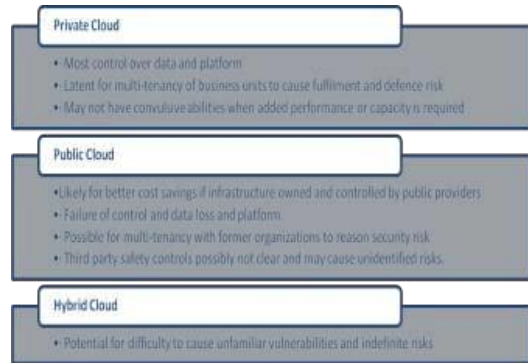 Private Cloud
• Most control over data and platform
• Latent for multi-tenancy of business units to cause fulfilment and defence risk
• May not have convulsive abilities when added performance or capacity is required
Public Cloud
•Likely for better cost savings if infrastructure owned and controlled by public providers
• Failure of control and data loss and platform.
• Possible for multi-tenancy with former organizations to reason security risk
• Third party safety controls possibly not clear and may cause unidentified risks.
Hybrid Cloud
• Potential for difficulty to cause unfamiliar vulnerabilities and indefinite risks